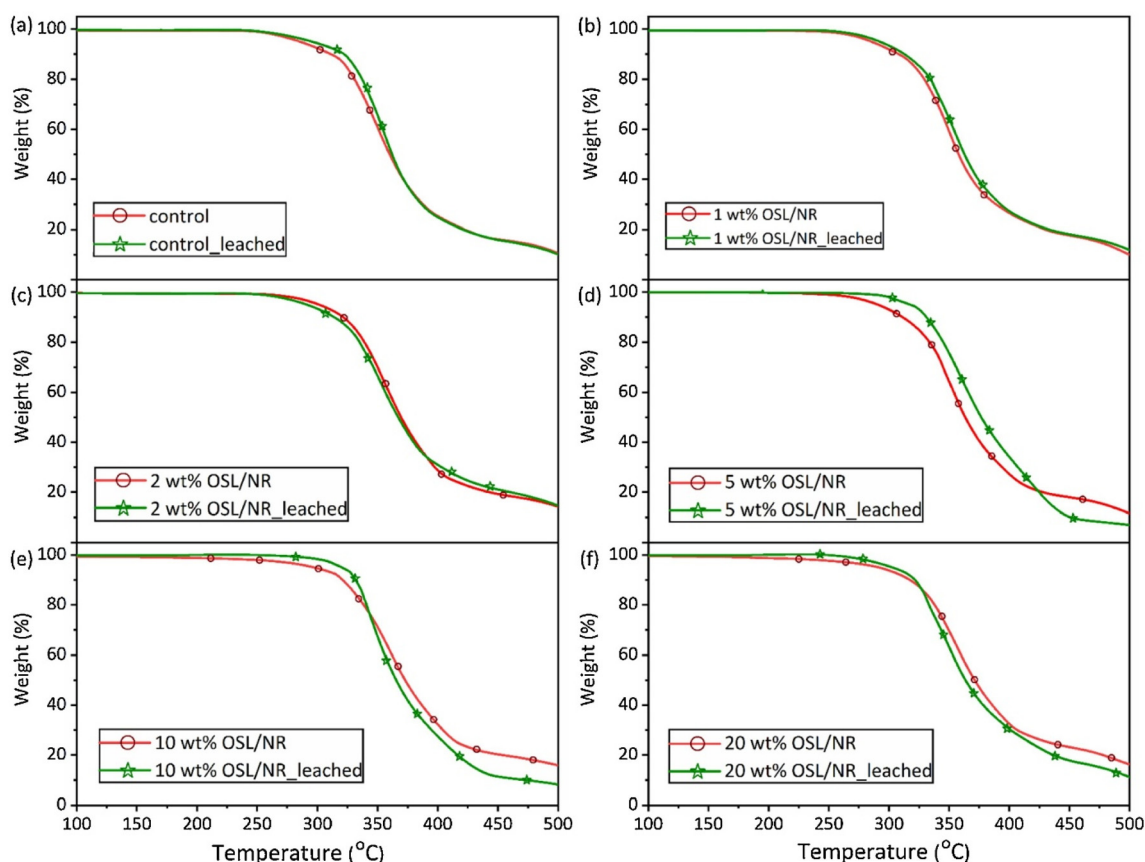 (a)
100
80
60
40
20
Weight (%)
control
control_leached
(b)
100
80
60
40
20
Weight (%)
1 wt% OSL/NR
1 wt% OSL/NR_leached
(c)
100
80
60
40
20
Weight (%)
2 wt% OSL/NR
2 wt% OSL/NR_leached
(d)
100
80
60
40
20
Weight (%)
5 wt% OSL/NR
5 wt% OSL/NR_leached
(e)
100
80
60
40
20
0
Weight (%)
10 wt% OSL/NR
10 wt% OSL/NR_leached
100 150 200 250 300 350 400 450 500
Temperature (°C)
(f)
100
80
60
40
20
0
Weight (%)
20 wt% OSL/NR
20 wt% OSL/NR_leached
100 150 200 250 300 350 400 450 500
Temperature (°C)